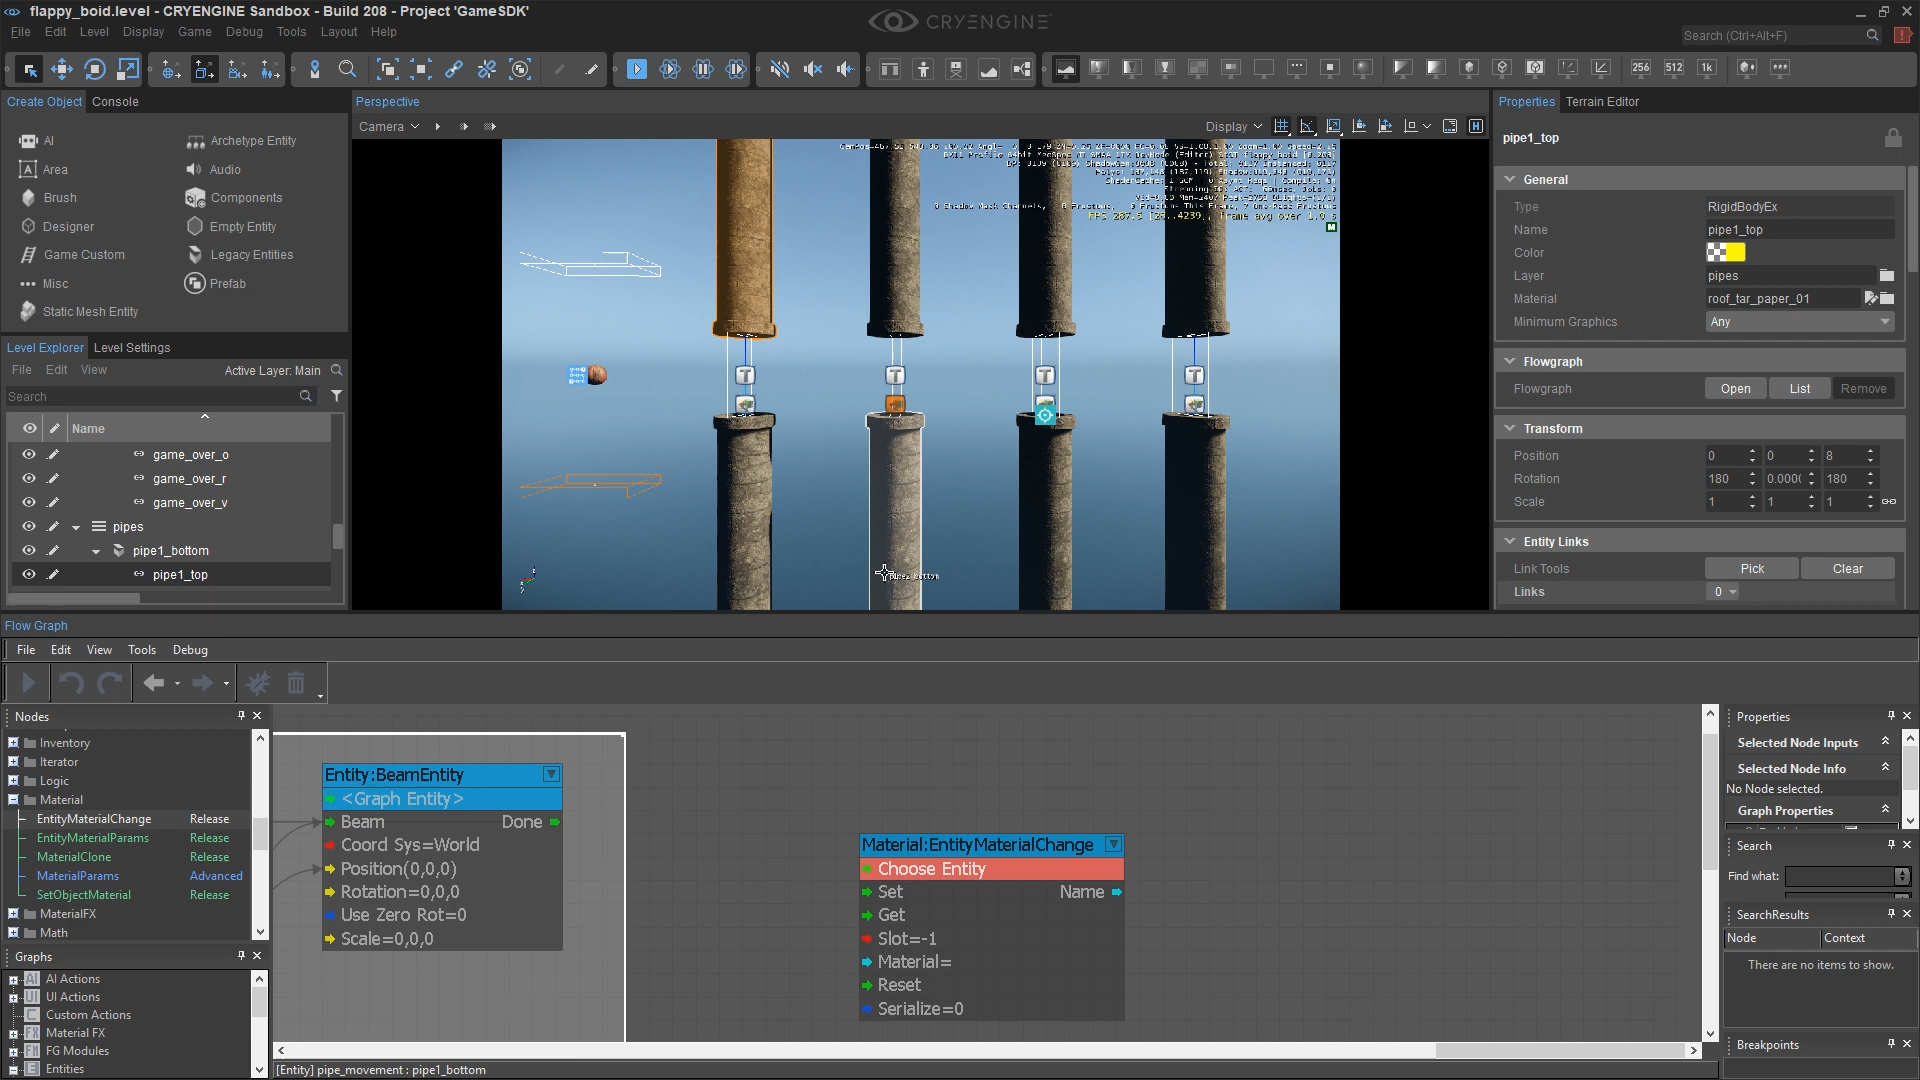 flappy_boid.level - CRYENGINE Sandbox - Build 208 - Project 'GameSDK'
CRYENGINE
File Edit Level Display Game Debug Tools Layout Help
Search (Ctrl+Alt+F)
256 512 1k
Create Object Console
AI
Archetype Entity
Area
Audio
Brush
Components
Designer
Empty Entity
Game Custom
Legacy Entities
Misc
Prefab
Static Mesh Entity
Level Explorer Level Settings
File Edit View
Active Layer: Main
Search
Name
game_over_o
game_over_r
game_over_v
pipes
pipe1_bottom
pipe1_top
Perspective
Camera
Display
M
T T T T
pipe2_bottom
Properties Terrain Editor
pipe1_top
General
Type RigidBodyEx
Name pipe1_top
Color
Layer pipes
Material roof_tar_paper_01
Minimum Graphics Any
Flowgraph
Flowgraph Open List Remove
Transform
Position 0 0 8
Rotation 180 0.000( 180
Scale 1 1 1
Entity Links
Link Tools Pick Clear
Links 0
Flow Graph
File Edit View Tools Debug
Nodes
Inventory
Iterator
Logic
Material
EntityMaterialChange Release
EntityMaterialParams Release
MaterialClone Release
MaterialParams Advanced
SetObjectMaterial Release
MaterialFX
Math
Graphs
AI Actions
UI Actions
Custom Actions
Material FX
FG Modules
Entities
Entity:BeamEntity
<Graph Entity>
Beam Done
Coord Sys=World
Position(0,0,0)
Rotation=0,0,0
Use Zero Rot=0
Scale=0,0,0
Material:EntityMaterialChange
Choose Entity
Set Name
Get
Slot=-1
Material=
Reset
Serialize=0
[Entity] pipe_movement : pipe1_bottom
Properties
Selected Node Inputs
Selected Node Info
No Node selected.
Graph Properties
Search
Find what:
SearchResults
Node Context
There are no items to show.
Breakpoints